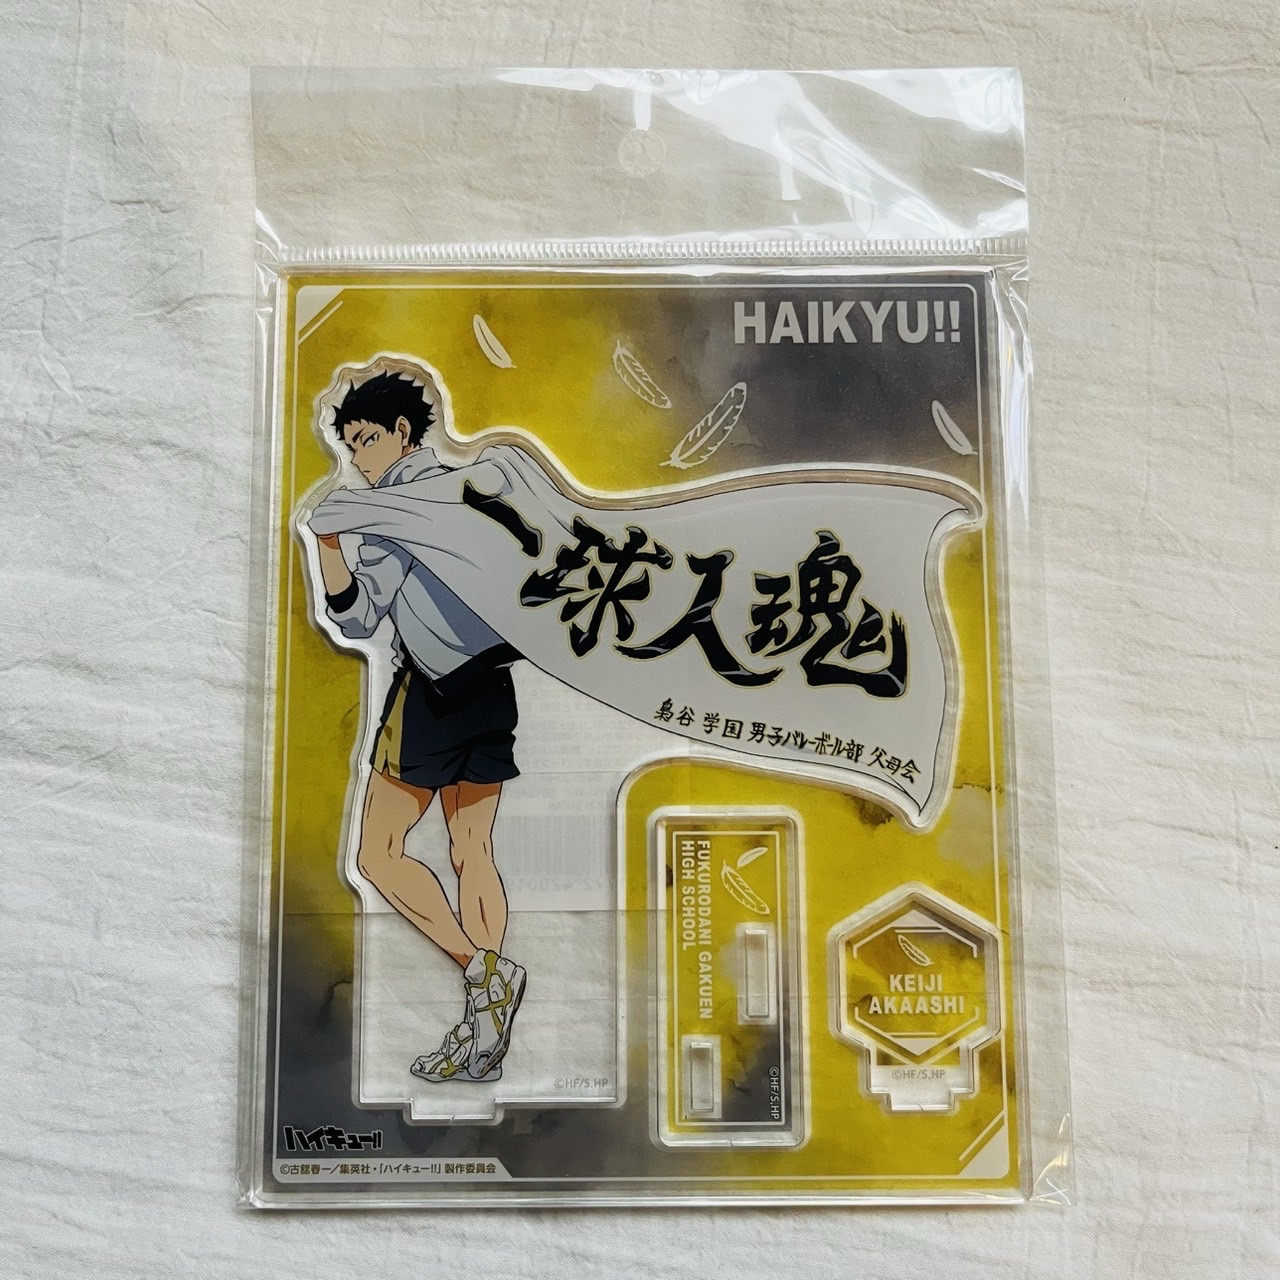 HAIKYU!!
一球入魂
梟谷学園男子バレーボール部父母会
FUKURODANI GAKUEN
HIGH SCHOOL
©HF/S.HP
KEIJI
AKAASHI
©HF/S.HP
©HF/S.HP
ハイキュー!!
©古舘春一/集英社・「ハイキュー!!」製作委員会